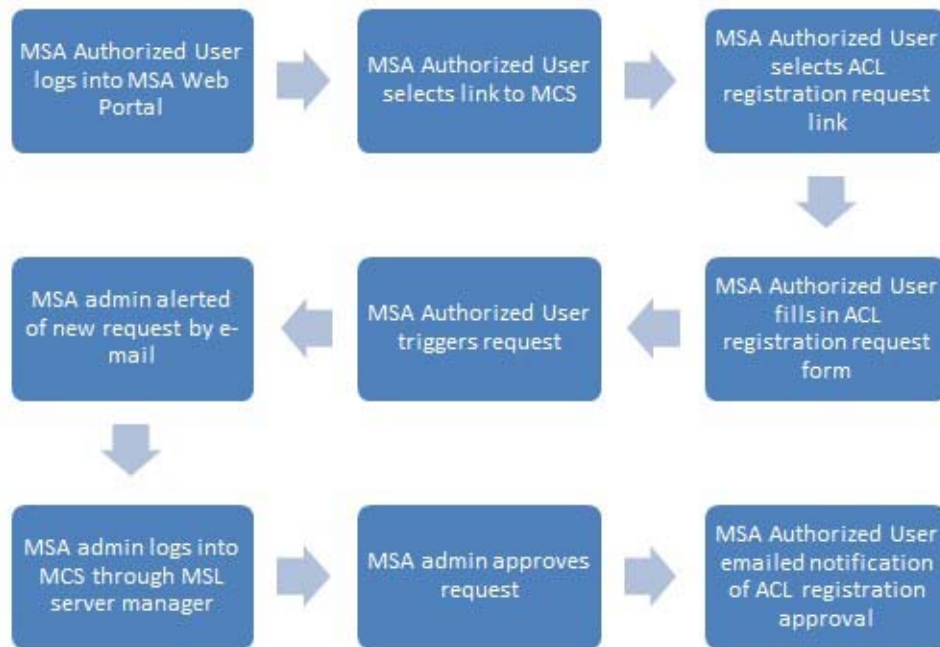 MSA Authorized User
logs into MSA Web
Portal
MSA Authorized User
selects link to MCS
MSA Authorized User
selects ACL
registration request
link
MSA Authorized User
fills in ACL
registration request
form
MSA Authorized User
triggers request
MSA admin alerted
of new request by e-
mail
MSA admin logs into
MCS through MSL
server manager
MSA admin approves
request
MSA Authorized User
emailed notification
of ACL registration
approval